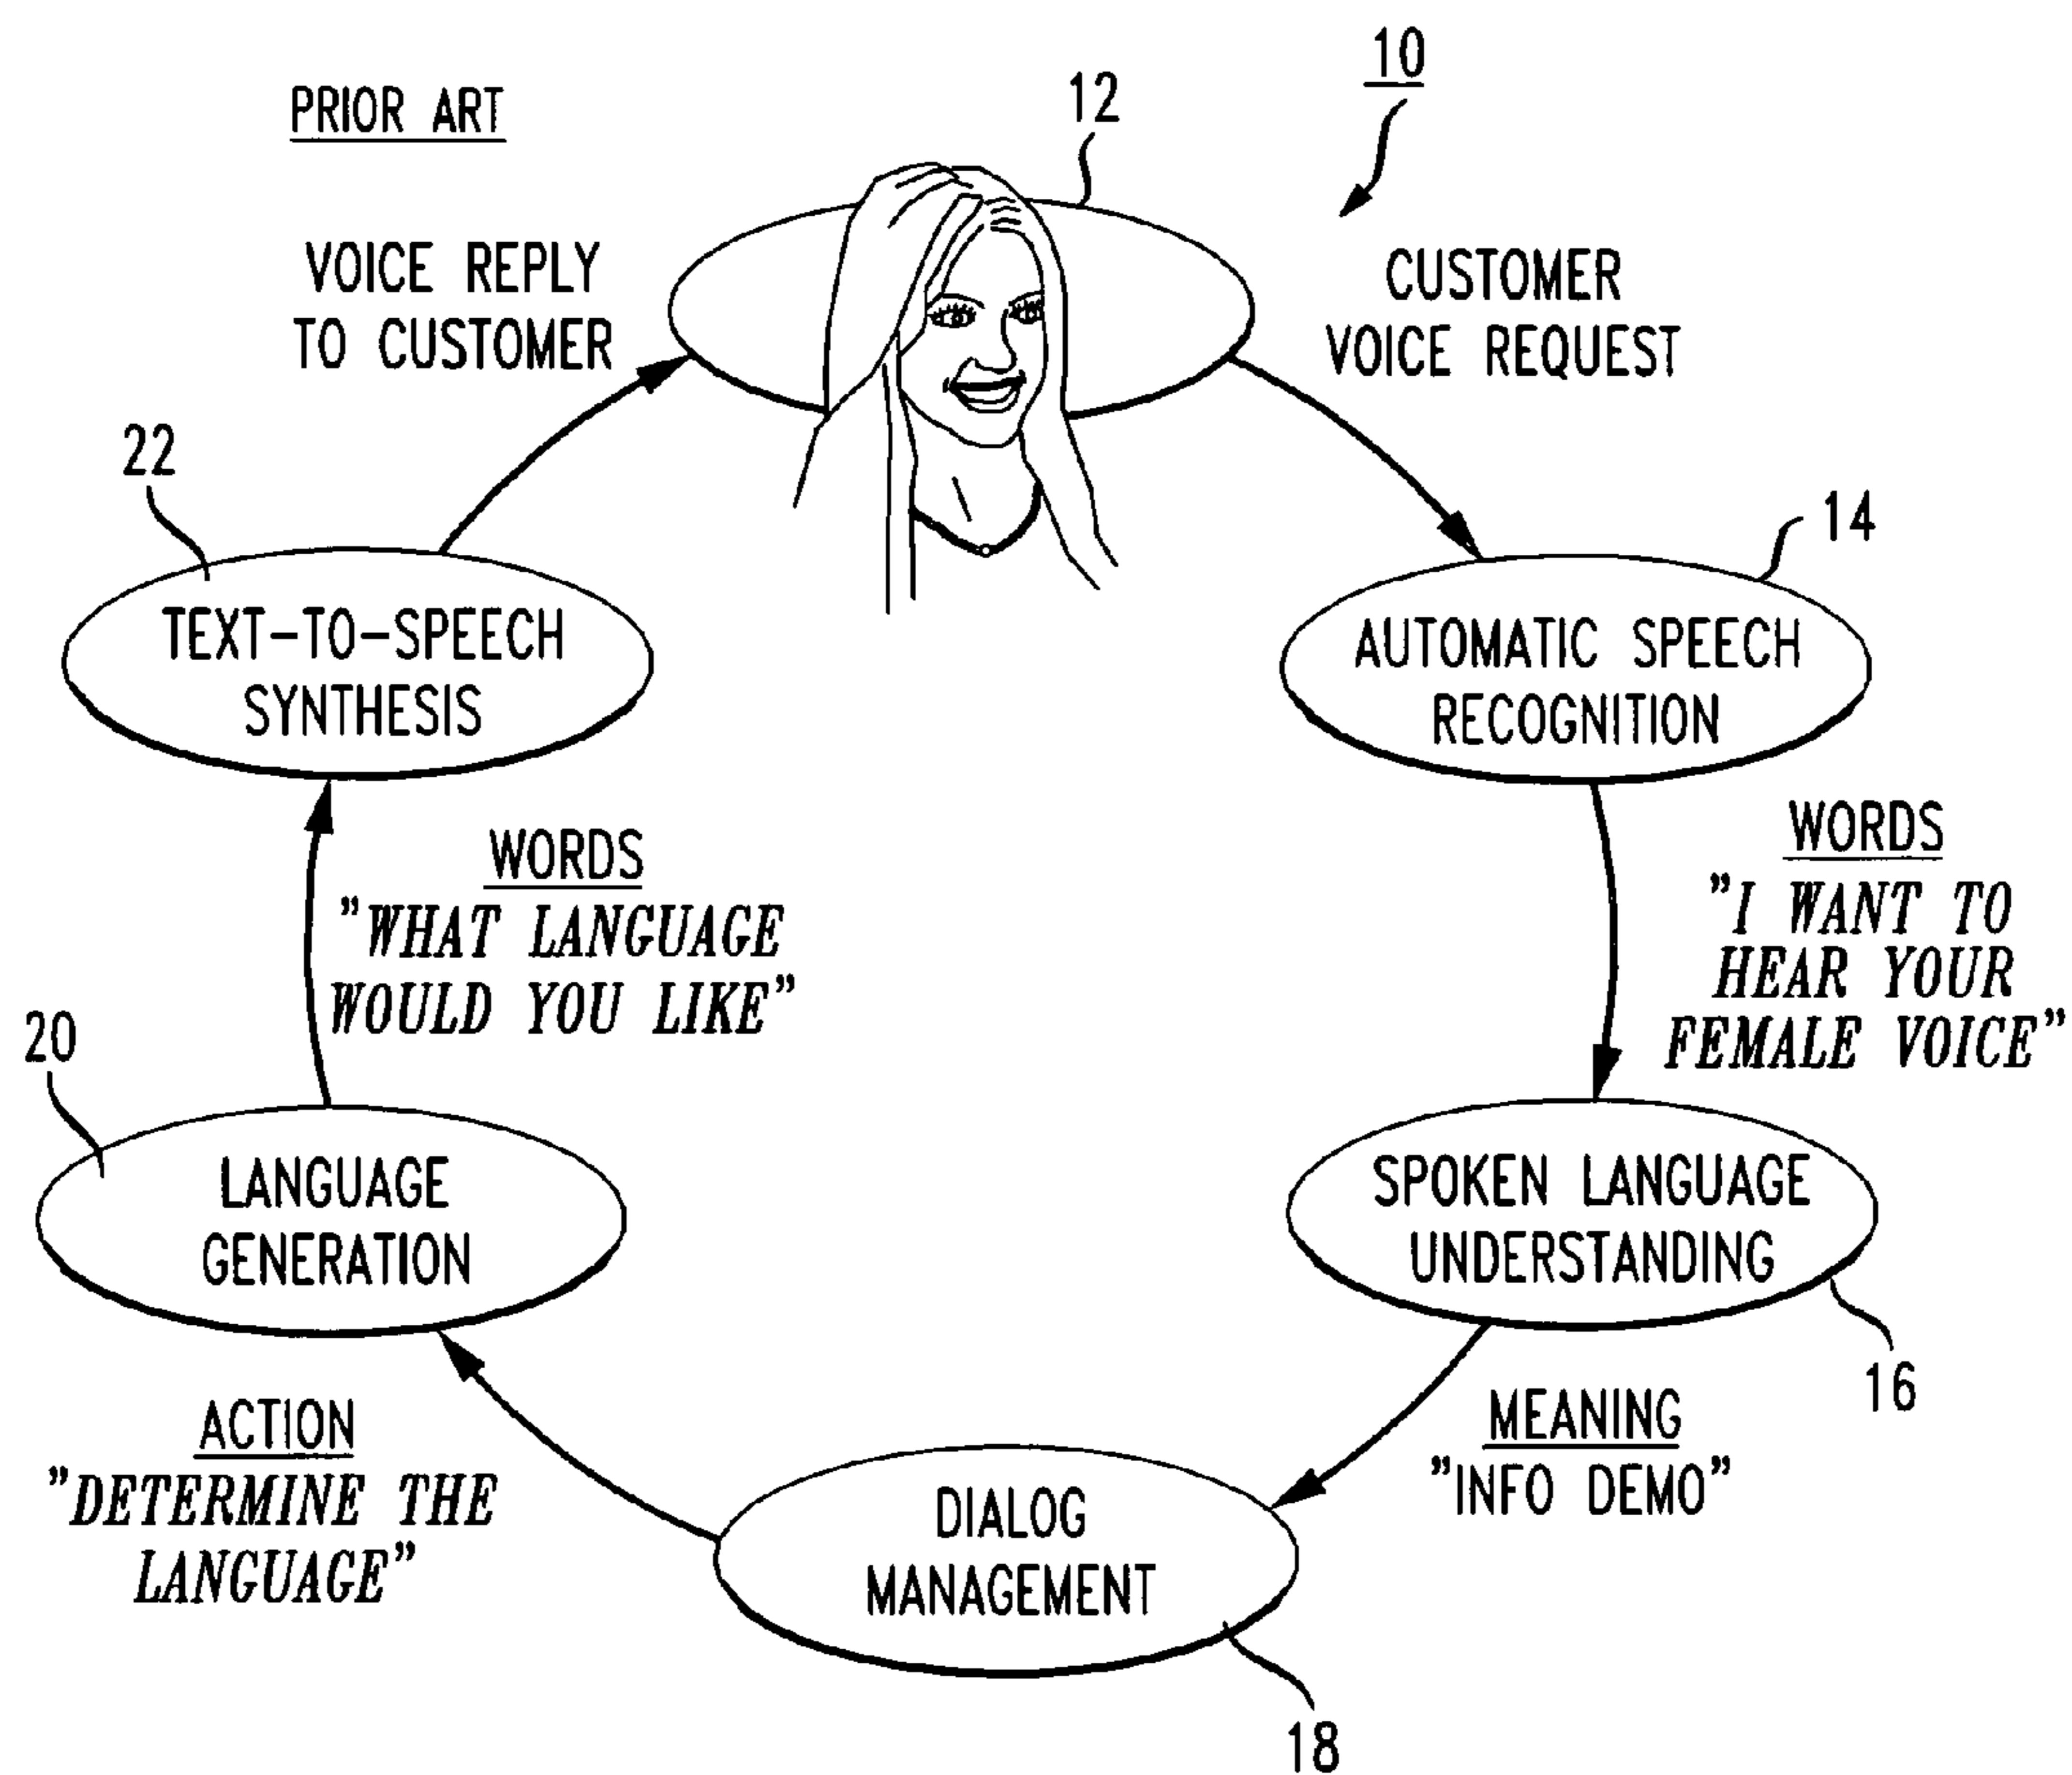 PRIOR ART
10
12
VOICE REPLY
TO CUSTOMER
CUSTOMER
VOICE REQUEST
22
TEXT-TO-SPEECH
SYNTHESIS
14
AUTOMATIC SPEECH
RECOGNITION
WORDS
"WHAT LANGUAGE
WOULD YOU LIKE"
WORDS
"I WANT TO
HEAR YOUR
FEMALE VOICE"
20
LANGUAGE
GENERATION
SPOKEN LANGUAGE
UNDERSTANDING
16
ACTION
"DETERMINE THE
LANGUAGE"
MEANING
"INFO DEMO"
DIALOG
MANAGEMENT
18